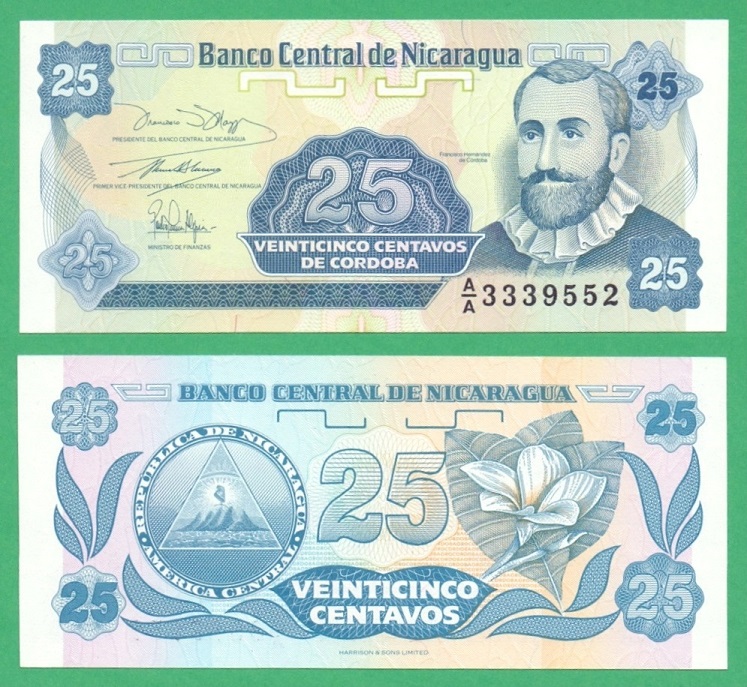 25
Banco Central de Nicaragua
25
PRESIDENTE DEL BANCO CENTRAL DE NICARAGUA
Francisco Hernández
de Córdoba
PRIMER VICE PRESIDENTE DEL BANCO CENTRAL DE NICARAGUA
25
MINISTRO DE FINANZAS
VEINTICINCO CENTAVOS
DE CORDOBA
25
25
A/A 3339552
BANCO CENTRAL DE NICARAGUA
25
25
REPUBLICA DE NICARAGUA
AMERICA CENTRAL
25
25
VEINTICINCO
CENTAVOS
25
HARRISON & SONS LIMITED